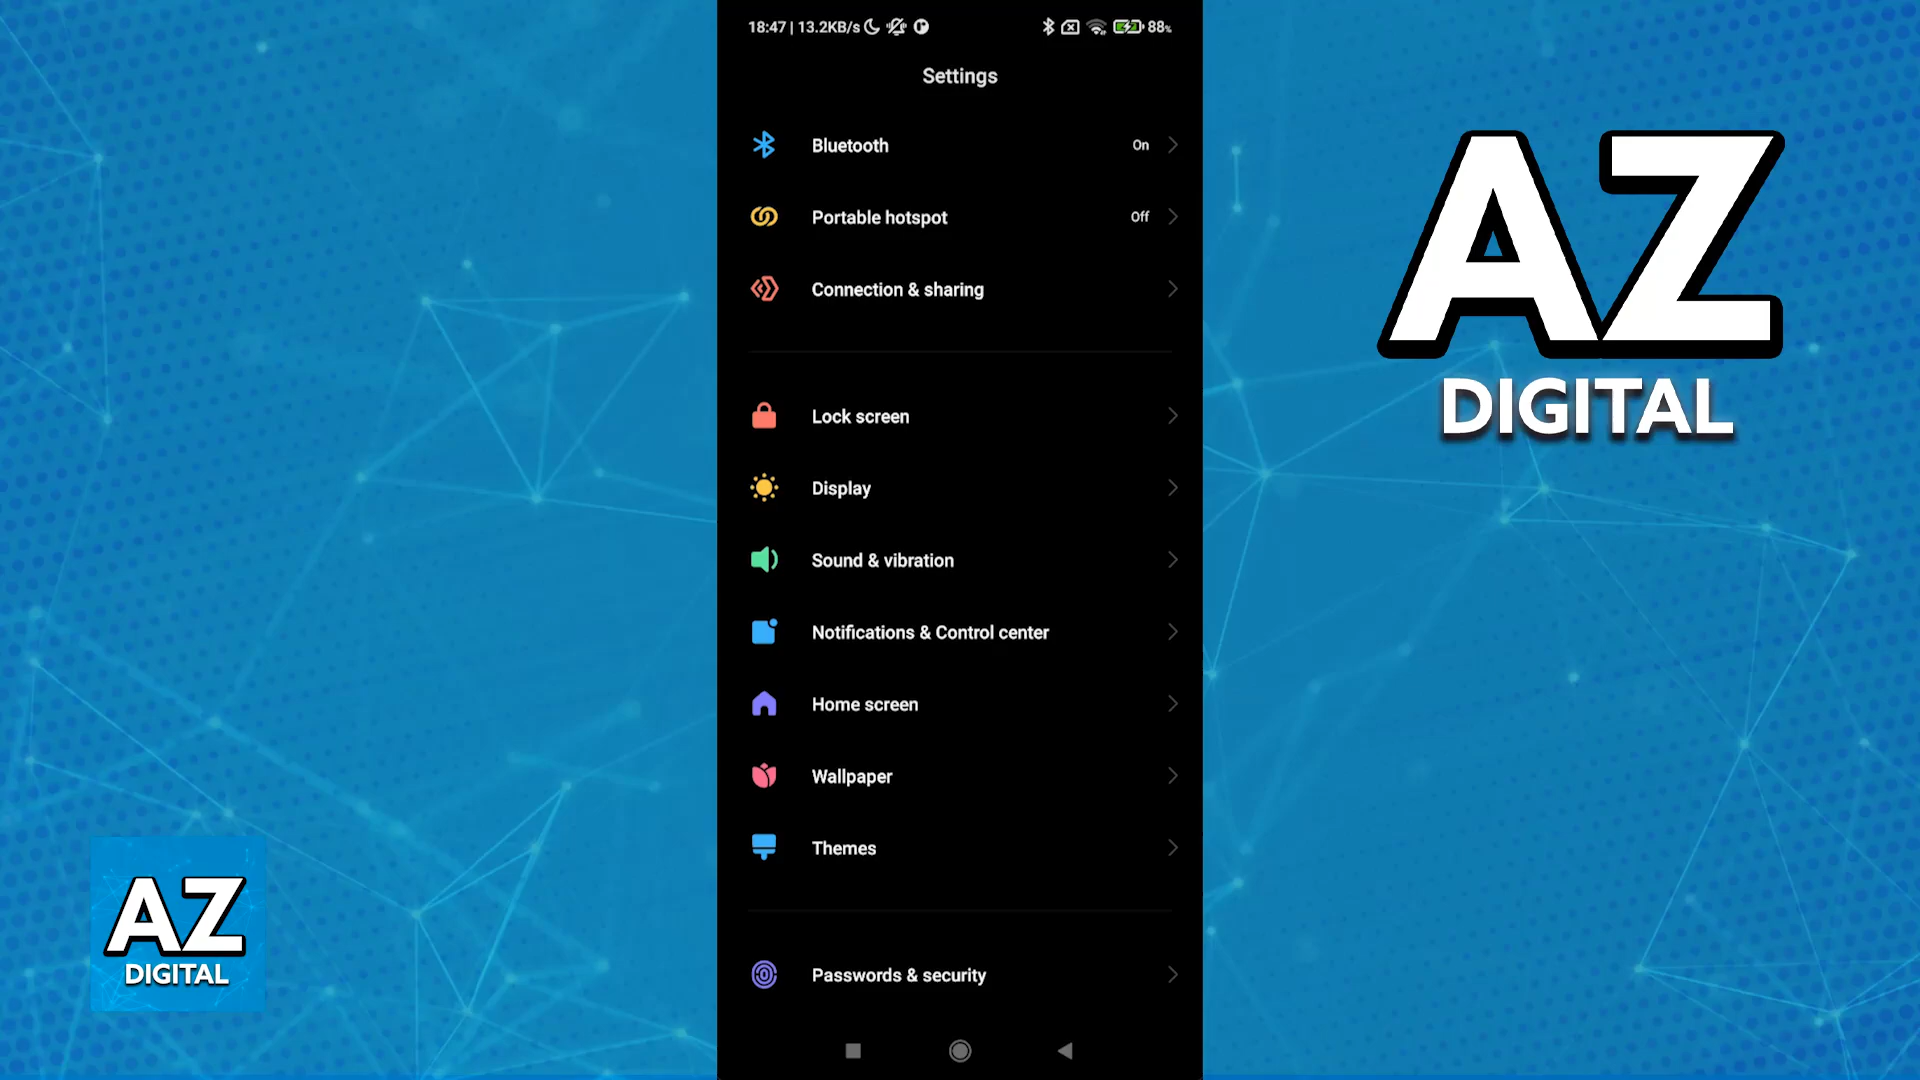 18:47 | 13.2KB/s
88%
Settings
Bluetooth
On
Portable hotspot
Off
Connection & sharing
Lock screen
Display
Sound & vibration
Notifications & Control center
Home screen
Wallpaper
Themes
Passwords & security
AZ
DIGITAL
AZ
DIGITAL